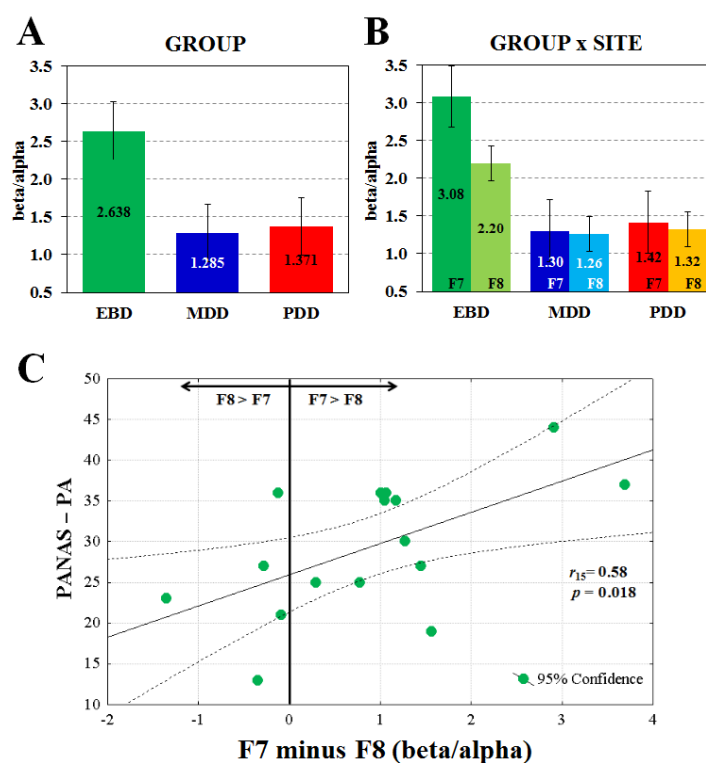 A
GROUP
beta/alpha
3.5
3.0
2.5
2.0
1.5
1.0
0.5
2.638
1.285
1.371
EBD
MDD
PDD
B
GROUP x SITE
beta/alpha
3.5
3.0
2.5
2.0
1.5
1.0
0.5
3.08
2.20
1.30
1.26
1.42
1.32
F7
F8
F7
F8
F7
F8
EBD
MDD
PDD
C
PANAS – PA
50
45
40
35
30
25
20
15
10
F8 > F7
F7 > F8
r15= 0.58
p = 0.018
95% Confidence
-2
-1
0
1
2
3
4
F7 minus F8 (beta/alpha)